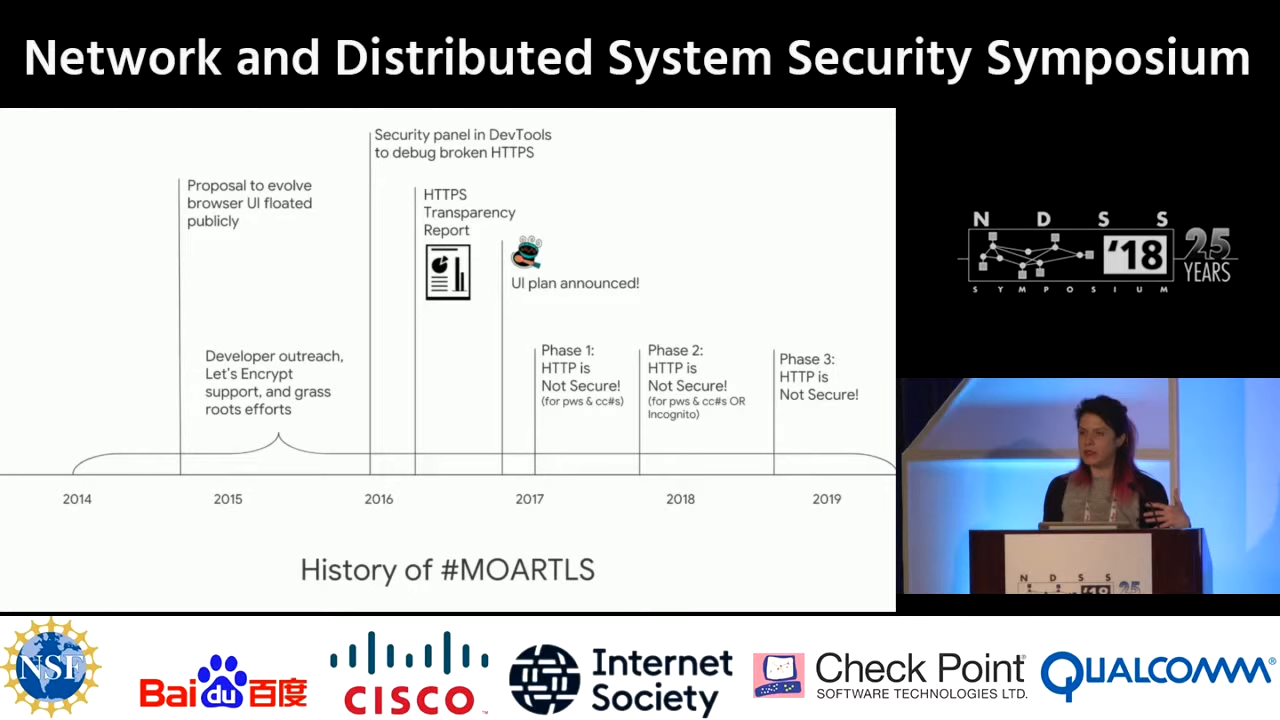 Network and Distributed System Security Symposium
Security panel in DevTools
to debug broken HTTPS
Proposal to evolve
browser UI floated
publicly
HTTPS
Transparency
Report
UI plan announced!
Developer outreach,
Let's Encrypt
support, and grass
roots efforts
Phase 1:
HTTP is
Not Secure!
(for pws & cc#s)
Phase 2:
HTTP is
Not Secure!
(for pws & cc#s OR
Incognito)
Phase 3:
HTTP is
Not Secure!
2014
2015
2016
2017
2018
2019
History of #MOARTLS
N D S S
'18
25
YEARS
SYMPOSIUM
N D S S
'18
25
NSF
Baidu百度
CISCO
Internet
Society
Check Point
SOFTWARE TECHNOLOGIES LTD.
QUALCOMM®